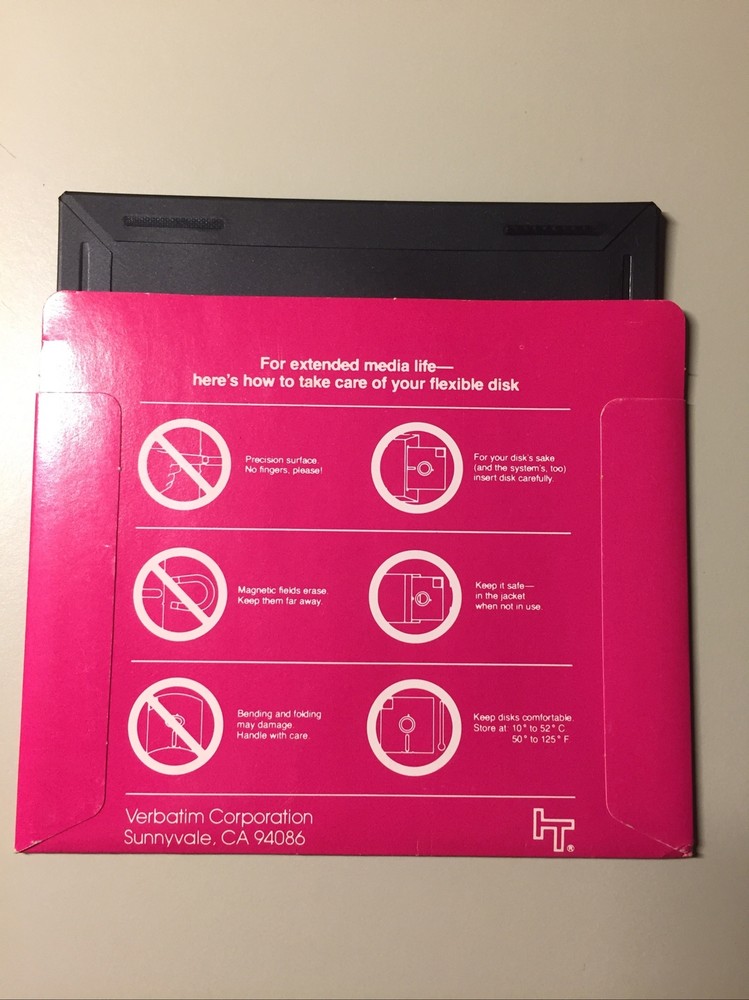 For extended media life—
here's how to take care of your flexible disk
Precision surface.
No fingers, please!
For your disk's sake
(and the system's, too)
insert disk carefully.
Magnetic fields erase.
Keep them far away.
Keep it safe—
in the jacket
when not in use.
Bending and folding
may damage.
Handle with care.
Keep disks comfortable.
Store at: 10° to 52° C.
50° to 125° F.
Verbatim Corporation
Sunnyvale, CA 94086
®